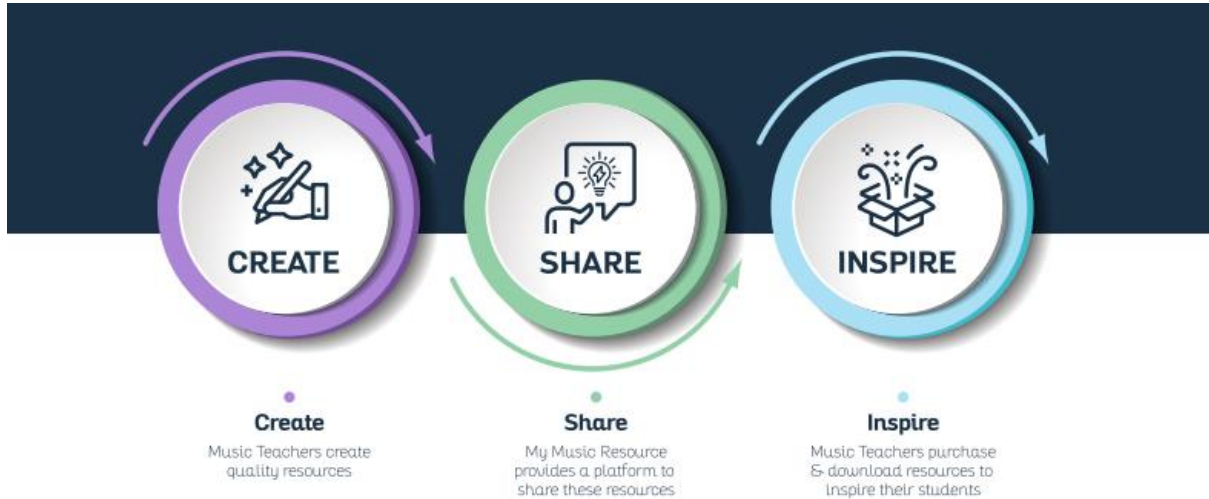 CREATE
SHARE
INSPIRE
Create
Music Teachers create
quality resources
Share
My Music Resource
provides a platform to
share these resources
Inspire
Music Teachers purchase
& download resources to
inspire their students